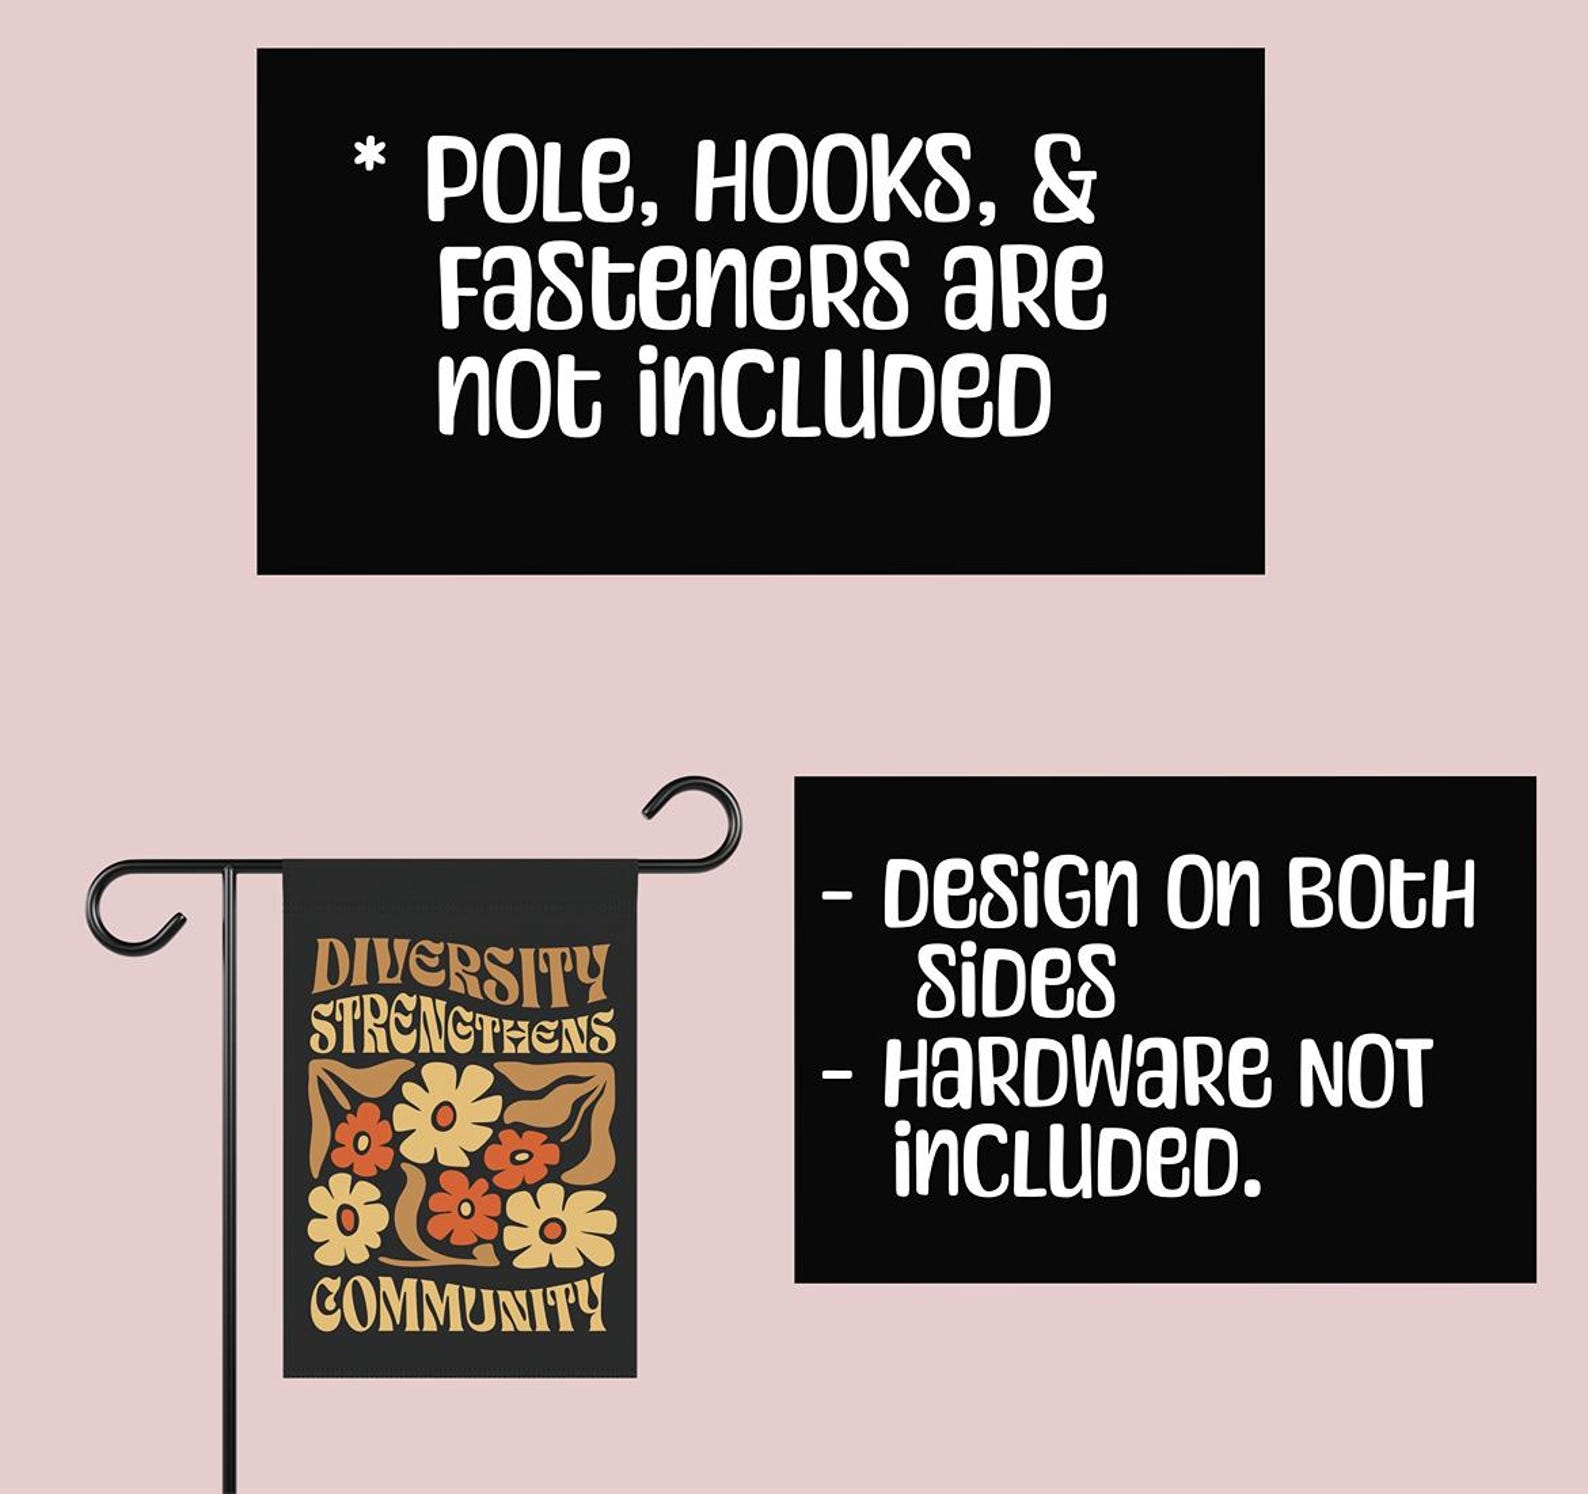 * POLE, HOOKS, &
FASTENERS ARE
NOT INCLUDED
DIVERSITY
STRENGTHENS
COMMUNITY
- DESIGN ON BOTH
SIDES
- HARDWARE NOT
INCLUDED.